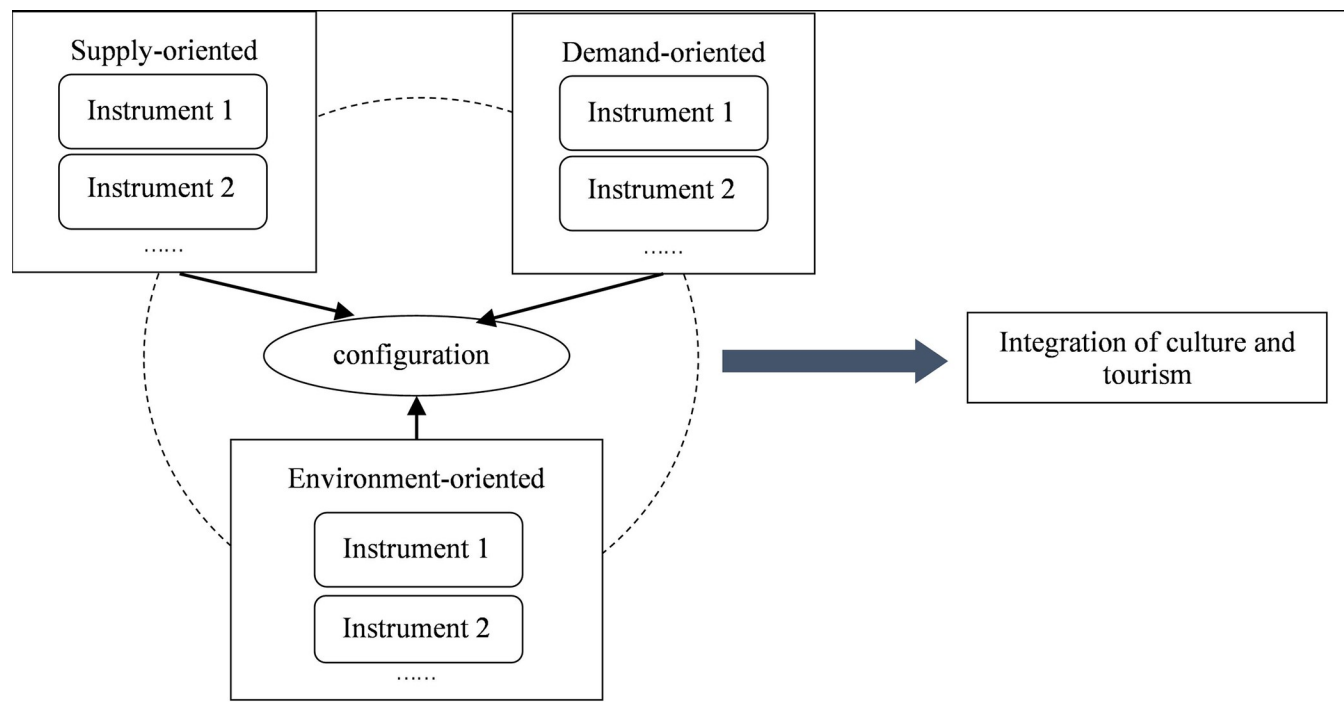 Supply-oriented
Instrument 1
Instrument 2
......
Demand-oriented
Instrument 1
Instrument 2
......
configuration
Environment-oriented
Instrument 1
Instrument 2
......
Integration of culture and
tourism